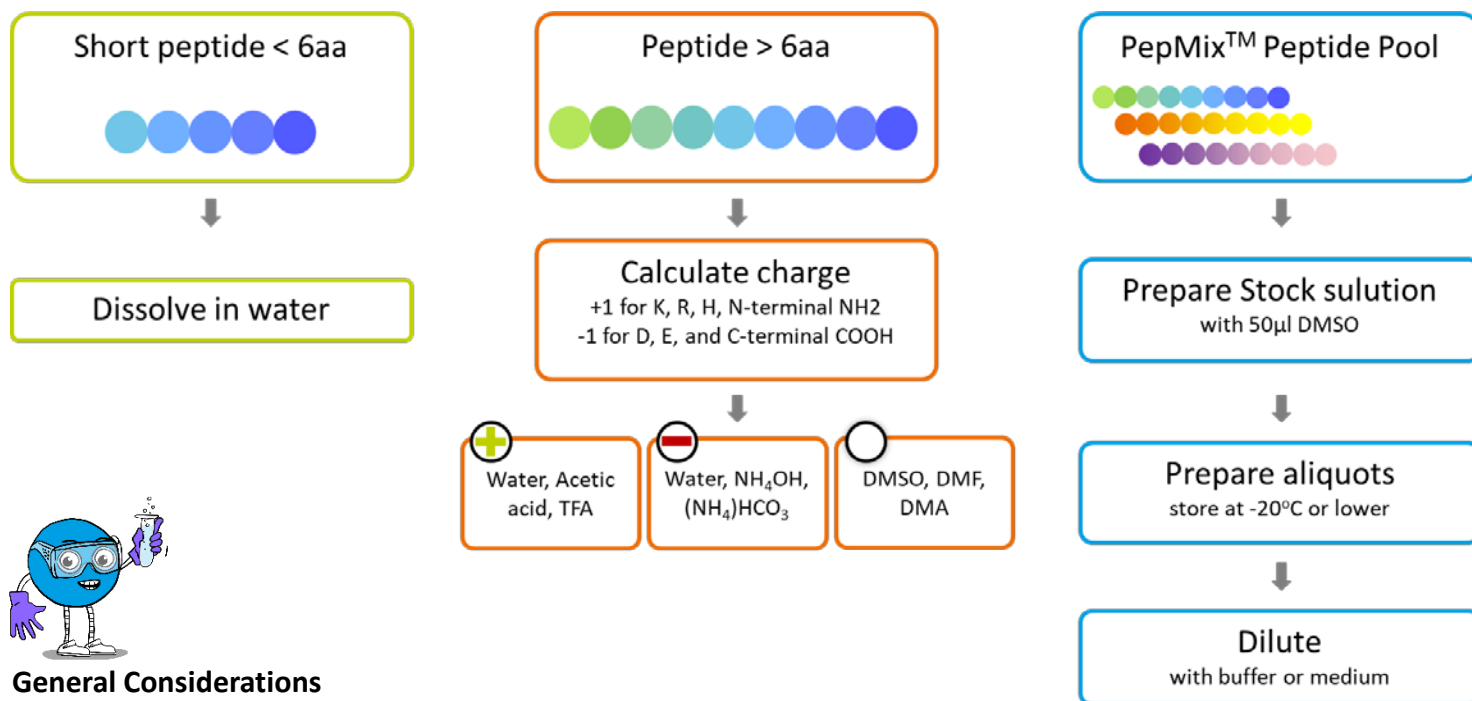 Short peptide < 6aa
Dissolve in water
Peptide > 6aa
Calculate charge
+1 for K, R, H, N-terminal NH2
-1 for D, E, and C-terminal COOH
Water, Acetic
acid, TFA
Water, NH₄OH,
(NH₄)HCO₃
DMSO, DMF,
DMA
PepMix™ Peptide Pool
Prepare Stock sulution
with 50µl DMSO
Prepare aliquots
store at -20°C or lower
Dilute
with buffer or medium
General Considerations